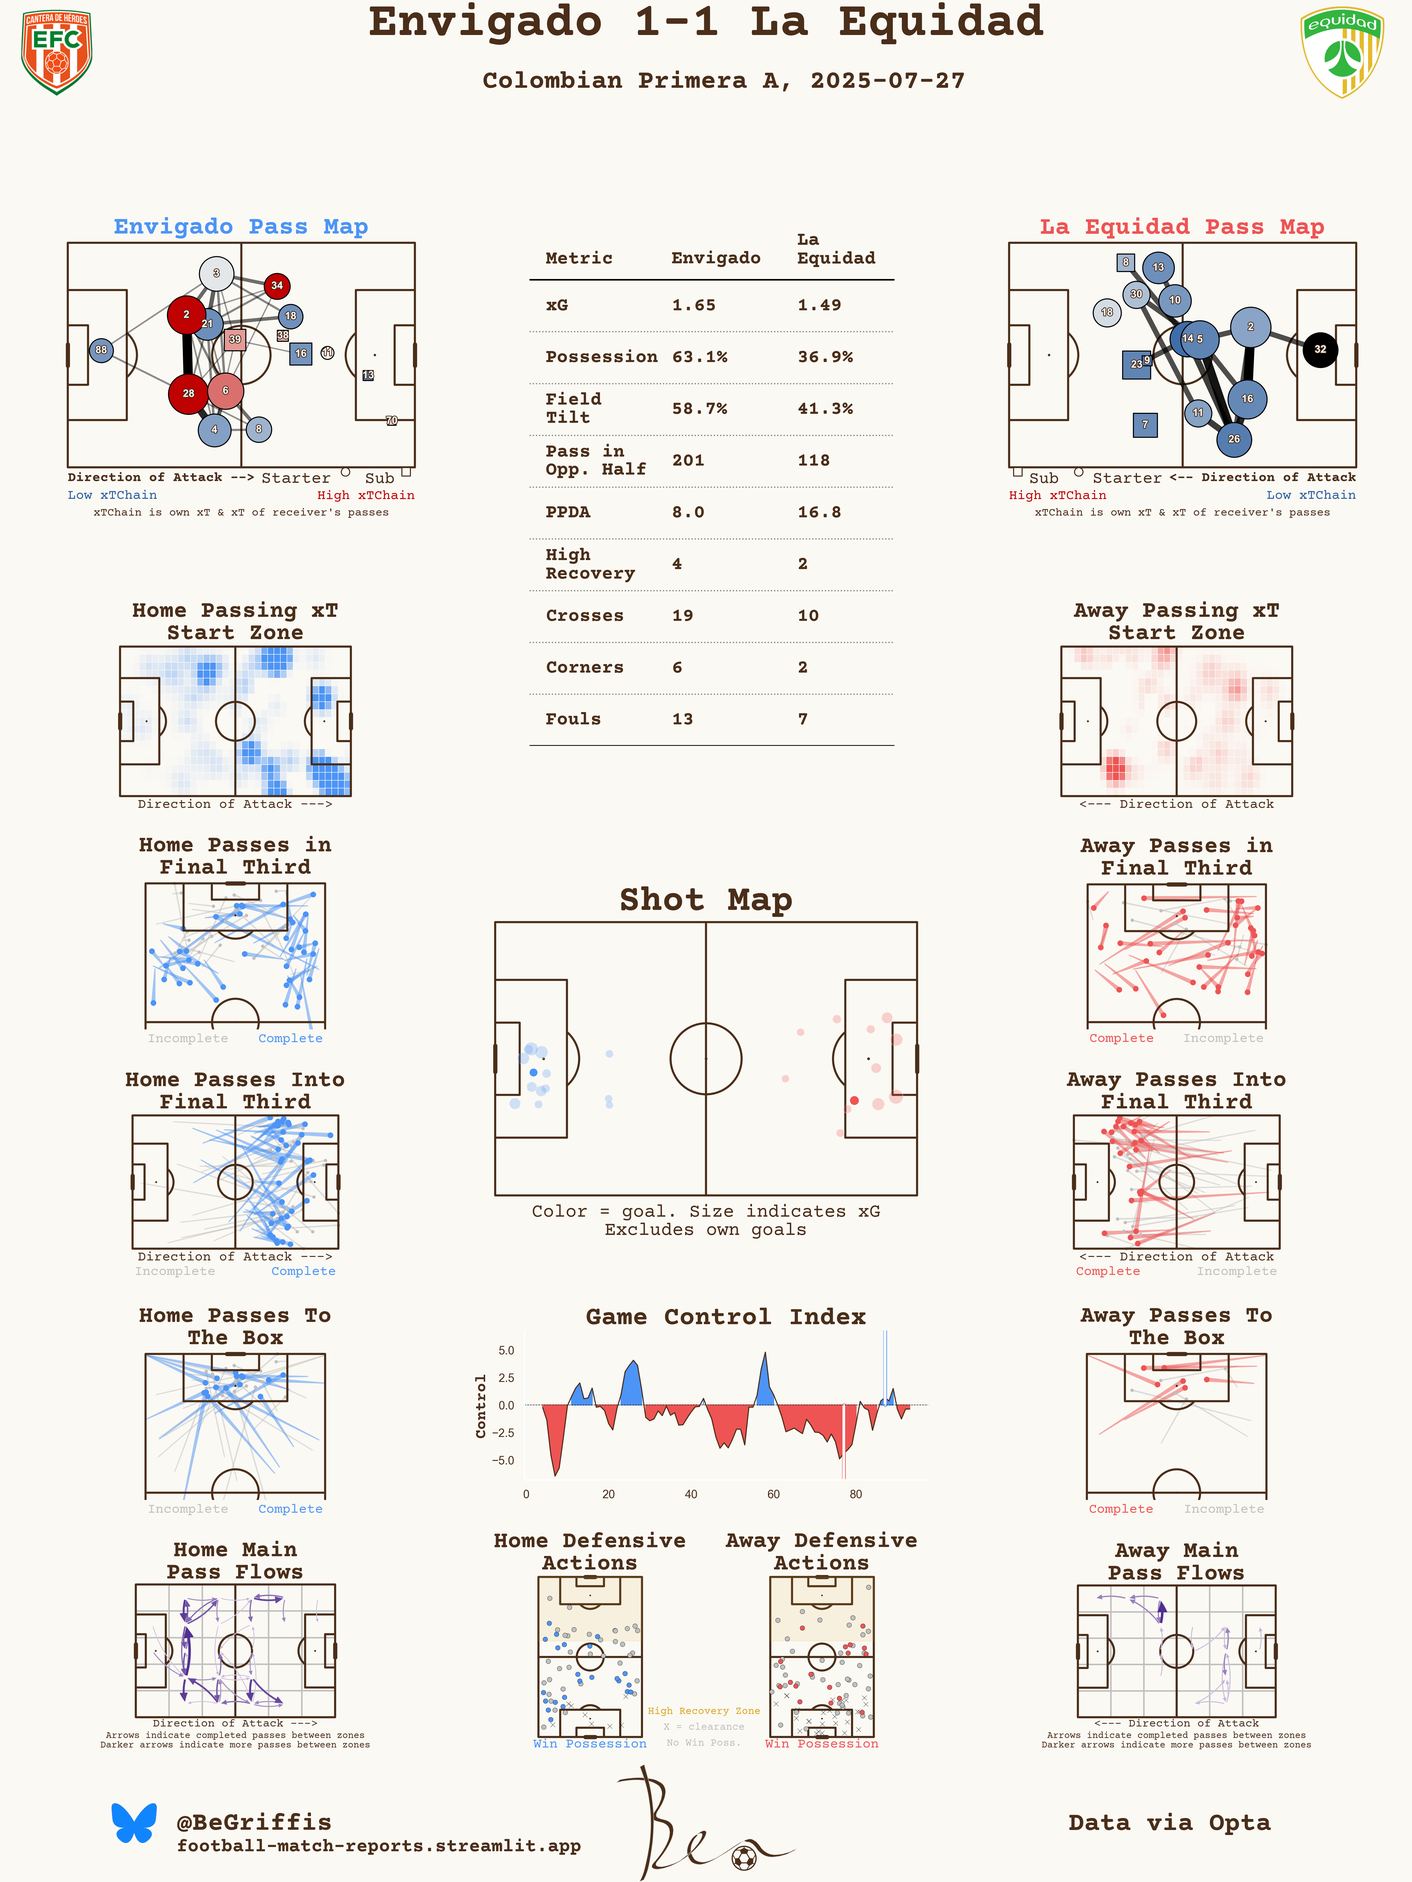 Envigado 1-1 La Equidad
Colombian Primera A, 2025-07-27
CANTERA DE HEROES
EFC
equidad
Envigado Pass Map
3
34
2
21
18
39
38
88
16
11
13
28
6
70
4
8
Direction of Attack --> Starter Sub
Low xTChain High xTChain
xTChain is own xT & xT of receiver's passes
Metric Envigado La Equidad
xG 1.65 1.49
Possession 63.1% 36.9%
Field Tilt 58.7% 41.3%
Pass in Opp. Half 201 118
PPDA 8.0 16.8
High Recovery 4 2
Crosses 19 10
Corners 6 2
Fouls 13 7
La Equidad Pass Map
8
13
30
10
18
2
14
5
32
23
9
16
11
7
26
Sub Starter <-- Direction of Attack
High xTChain Low xTChain
xTChain is own xT & xT of receiver's passes
Home Passing xT
Start Zone
Direction of Attack --->
Away Passing xT
Start Zone
<--- Direction of Attack
Home Passes in
Final Third
Incomplete Complete
Away Passes in
Final Third
Complete Incomplete
Shot Map
Color = goal. Size indicates xG
Excludes own goals
Home Passes Into
Final Third
Direction of Attack --->
Incomplete Complete
Away Passes Into
Final Third
<--- Direction of Attack
Complete Incomplete
Home Passes To
The Box
Incomplete Complete
Game Control Index
Control
5.0
2.5
0.0
−2.5
−5.0
0 20 40 60 80
Away Passes To
The Box
Complete Incomplete
Home Main
Pass Flows
Direction of Attack --->
Arrows indicate completed passes between zones
Darker arrows indicate more passes between zones
Home Defensive
Actions
Win Possession
High Recovery Zone
X = clearance
No Win Poss.
Away Defensive
Actions
Win Possession
Away Main
Pass Flows
<--- Direction of Attack
Arrows indicate completed passes between zones
Darker arrows indicate more passes between zones
@BeGriffis
football-match-reports.streamlit.app
Ben
Data via Opta